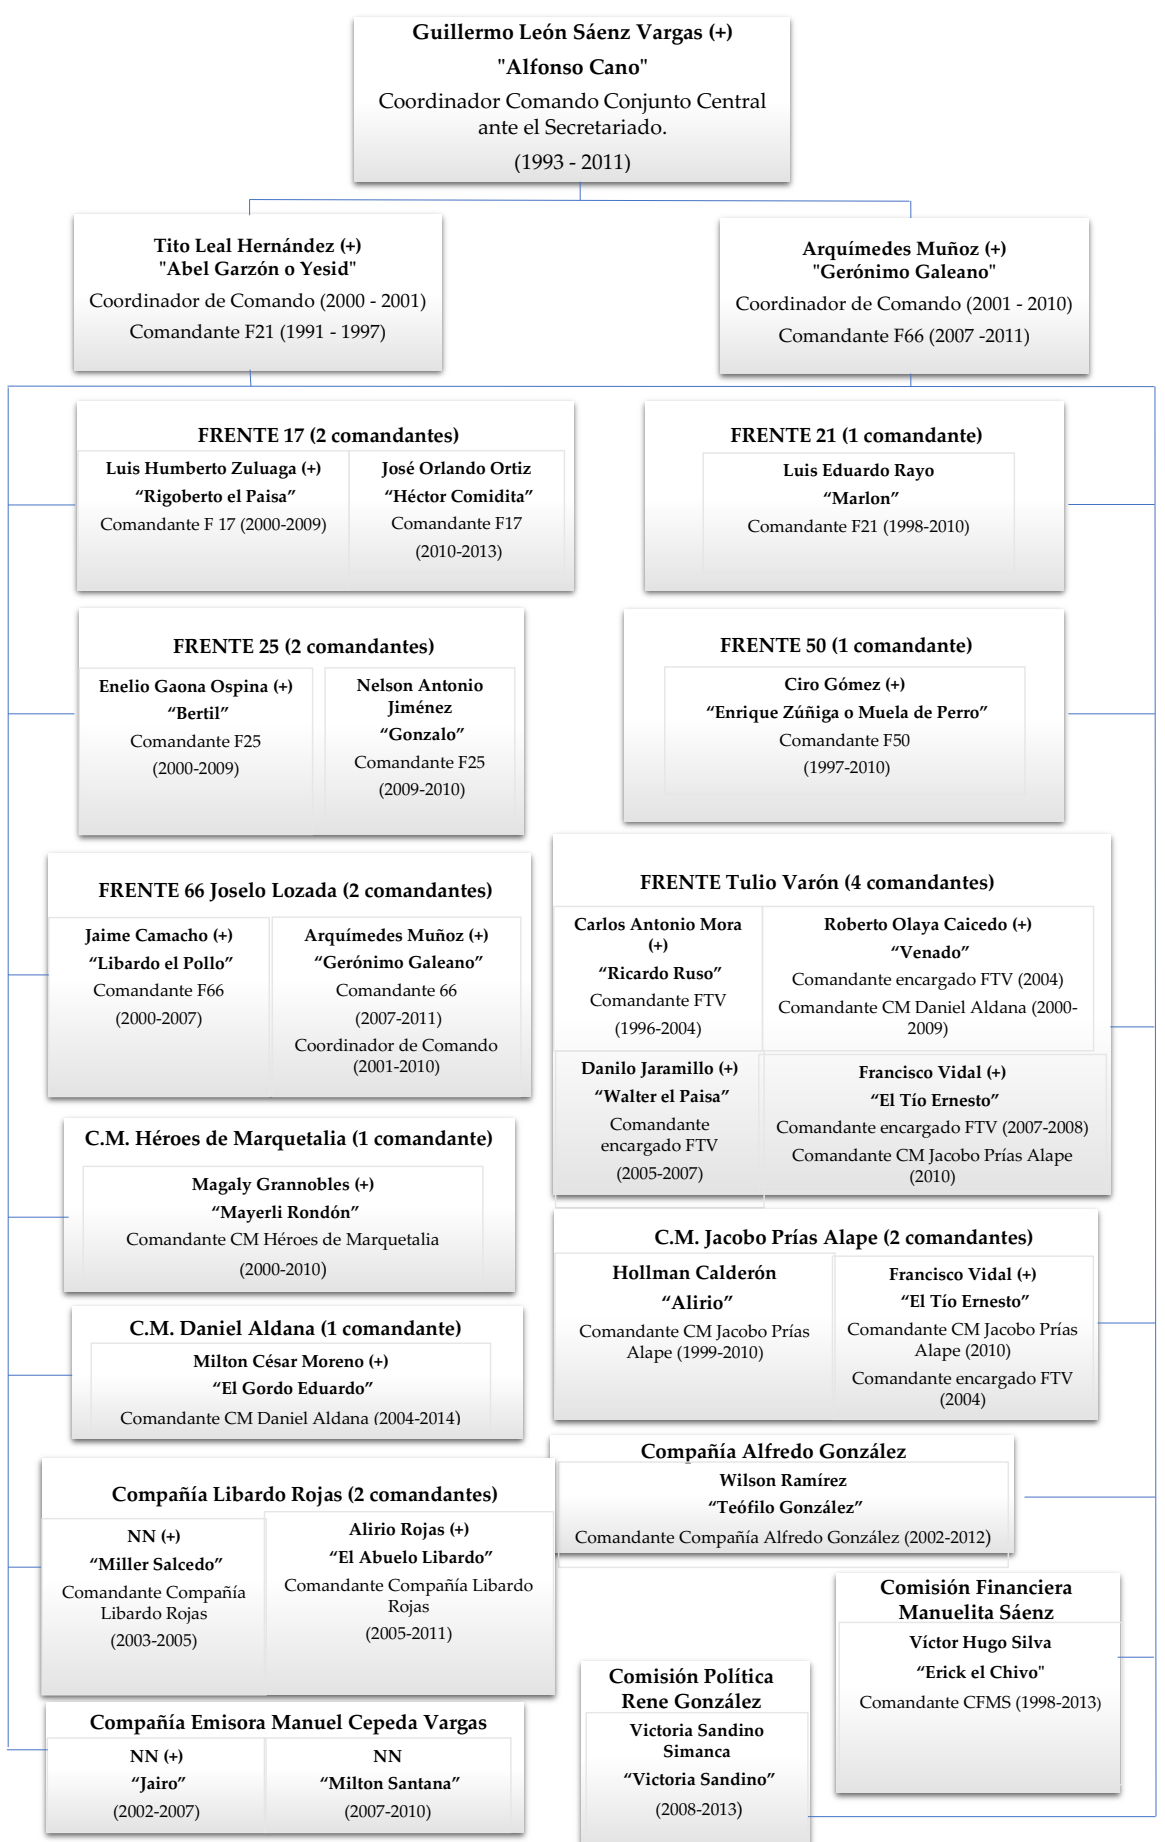 Guillermo León Sáenz Vargas (+)
"Alfonso Cano"
Coordinador Comando Conjunto Central
ante el Secretariado.
(1993 - 2011)
Tito Leal Hernández (+)
"Abel Garzón o Yesid"
Coordinador de Comando (2000 - 2001)
Comandante F21 (1991 - 1997)
Arquímedes Muñoz (+)
"Gerónimo Galeano"
Coordinador de Comando (2001 - 2010)
Comandante F66 (2007 -2011)
FRENTE 17 (2 comandantes)
Luis Humberto Zuluaga (+)
“Rigoberto el Paisa”
Comandante F 17 (2000-2009)
José Orlando Ortiz
“Héctor Comidita”
Comandante F17
(2010-2013)
FRENTE 21 (1 comandante)
Luis Eduardo Rayo
“Marlon”
Comandante F21 (1998-2010)
FRENTE 25 (2 comandantes)
Enelio Gaona Ospina (+)
“Bertil”
Comandante F25
(2000-2009)
Nelson Antonio
Jiménez
“Gonzalo”
Comandante F25
(2009-2010)
FRENTE 50 (1 comandante)
Ciro Gómez (+)
“Enrique Zúñiga o Muela de Perro”
Comandante F50
(1997-2010)
FRENTE 66 Joselo Lozada (2 comandantes)
Jaime Camacho (+)
“Libardo el Pollo”
Comandante F66
(2000-2007)
Arquímedes Muñoz (+)
“Gerónimo Galeano”
Comandante 66
(2007-2011)
Coordinador de Comando
(2001-2010)
FRENTE Tulio Varón (4 comandantes)
Carlos Antonio Mora
(+)
“Ricardo Ruso”
Comandante FTV
(1996-2004)
Roberto Olaya Caicedo (+)
“Venado”
Comandante encargado FTV (2004)
Comandante CM Daniel Aldana (2000-
2009)
Danilo Jaramillo (+)
“Walter el Paisa”
Comandante
encargado FTV
(2005-2007)
Francisco Vidal (+)
“El Tío Ernesto”
Comandante encargado FTV (2007-2008)
Comandante CM Jacobo Prías Alape
(2010)
C.M. Héroes de Marquetalia (1 comandante)
Magaly Grannobles (+)
“Mayerli Rondón”
Comandante CM Héroes de Marquetalia
(2000-2010)
C.M. Jacobo Prías Alape (2 comandantes)
Hollman Calderón
“Alirio”
Comandante CM Jacobo Prías
Alape (1999-2010)
Francisco Vidal (+)
“El Tío Ernesto”
Comandante CM Jacobo Prías
Alape (2010)
Comandante encargado FTV
(2004)
C.M. Daniel Aldana (1 comandante)
Milton César Moreno (+)
“El Gordo Eduardo”
Comandante CM Daniel Aldana (2004-2014)
Compañía Alfredo González
Wilson Ramírez
“Teófilo González”
Comandante Compañía Alfredo González (2002-2012)
Compañía Libardo Rojas (2 comandantes)
NN (+)
“Miller Salcedo”
Comandante Compañía
Libardo Rojas
(2003-2005)
Alirio Rojas (+)
“El Abuelo Libardo”
Comandante Compañía Libardo
Rojas
(2005-2011)
Comisión Financiera
Manuelita Sáenz
Víctor Hugo Silva
“Erick el Chivo"
Comandante CFMS (1998-2013)
Comisión Política
Rene González
Victoria Sandino
Simanca
“Victoria Sandino”
(2008-2013)
Compañía Emisora Manuel Cepeda Vargas
NN (+)
“Jairo”
(2002-2007)
NN
“Milton Santana”
(2007-2010)